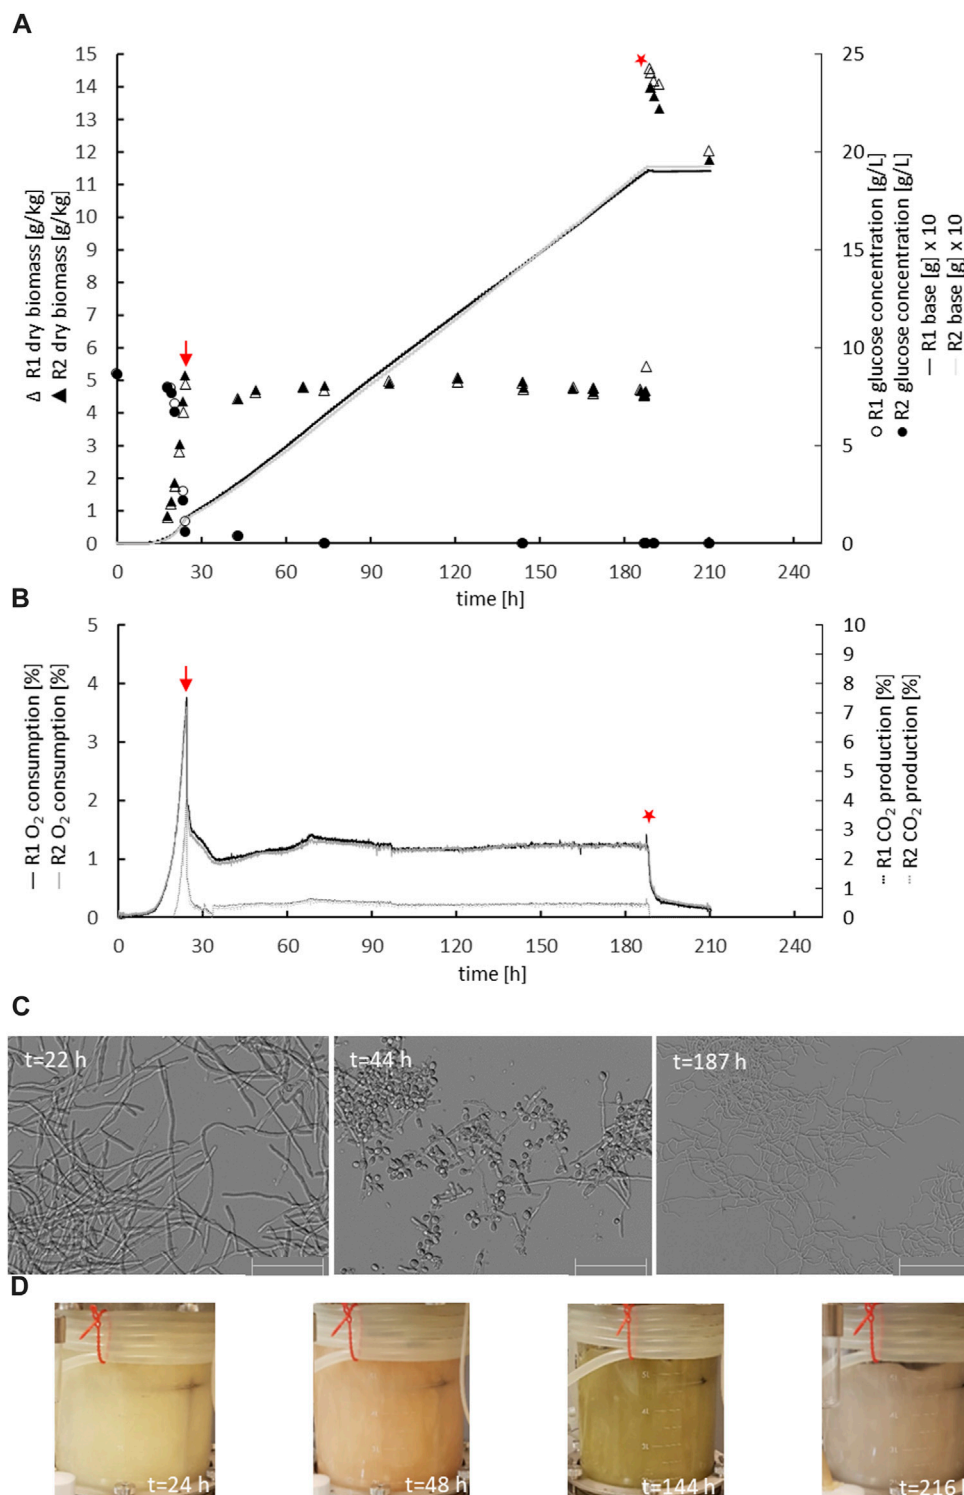 A
15
14
13
12
11
10
9
8
7
6
5
4
3
2
1
0
25
20
15
10
5
0
Δ R1 dry biomass [g/kg]
▲ R2 dry biomass [g/kg]
○ R1 glucose concentration [g/L]
● R2 glucose concentration [g/L]
— R1 base [g] x 10
— R2 base [g] x 10
0 30 60 90 120 150 180 210 240
time [h]
B
5
4
3
2
1
0
10
9
8
7
6
5
4
3
2
1
0
— R1 O₂ consumption [%]
— R2 O₂ consumption [%]
R1 CO₂ production [%]
R2 CO₂ production [%]
0 30 60 90 120 150 180 210 240
time [h]
C
t=22 h
t=44 h
t=187 h
D
t=24 h
t=48 h
t=144 h
t=216 h